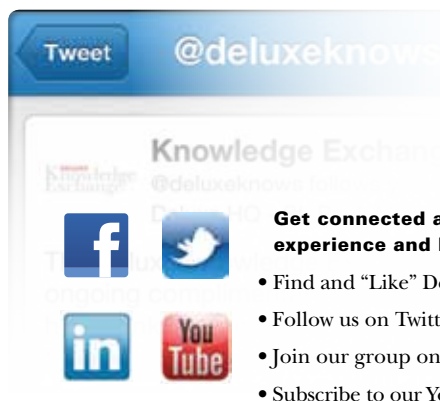 Tweet
@deluxeknows
Knowledge Exchan
Knowledge
Exchange
@deluxeknows
f
in
You
Tube
Get connected a
experience and
• Find and “Like” De
• Follow us on Twitt
• Join our group on
• Subscribe to our Yo